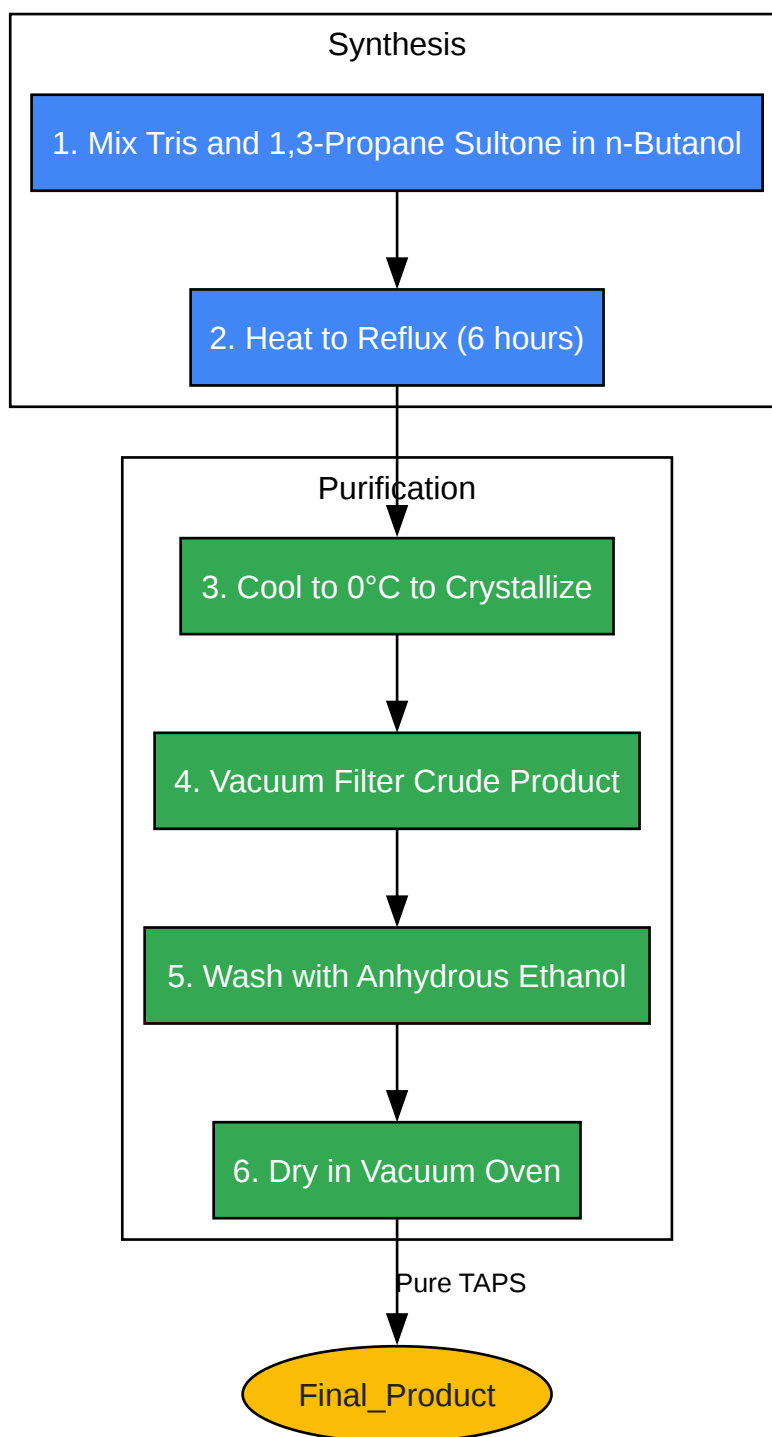 Synthesis
1. Mix Tris and 1,3-Propane Sultone in n-Butanol
2. Heat to Reflux (6 hours)
Purification
3. Cool to 0°C to Crystallize
4. Vacuum Filter Crude Product
5. Wash with Anhydrous Ethanol
6. Dry in Vacuum Oven
Pure TAPS
Final_Product